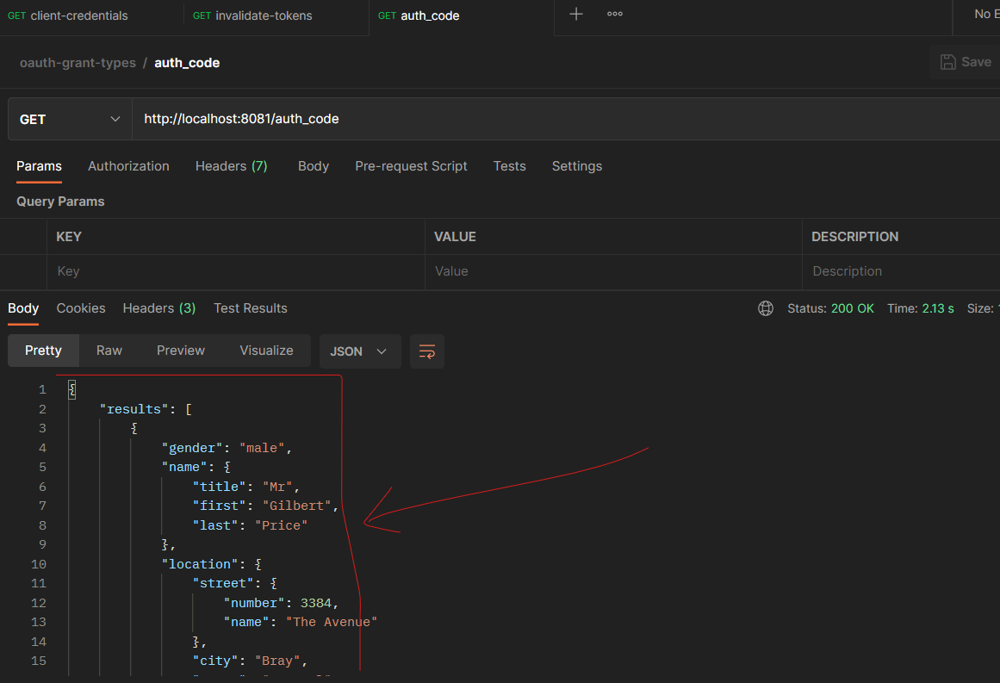 GET client-credentials GET invalidate-tokens GET auth_code No E
oauth-grant-types / auth_code Save
GET http://localhost:8081/auth_code
Params Authorization Headers (7) Body Pre-request Script Tests Settings
Query Params
KEY VALUE DESCRIPTION
Key Value Description
Body Cookies Headers (3) Test Results Status: 200 OK Time: 2.13 s Size:
Pretty Raw Preview Visualize JSON
1 {
2 "results": [
3 {
4 "gender": "male",
5 "name": {
6 "title": "Mr",
7 "first": "Gilbert",
8 "last": "Price"
9 },
10 "location": {
11 "street": {
12 "number": 3384,
13 "name": "The Avenue"
14 },
15 "city": "Bray",